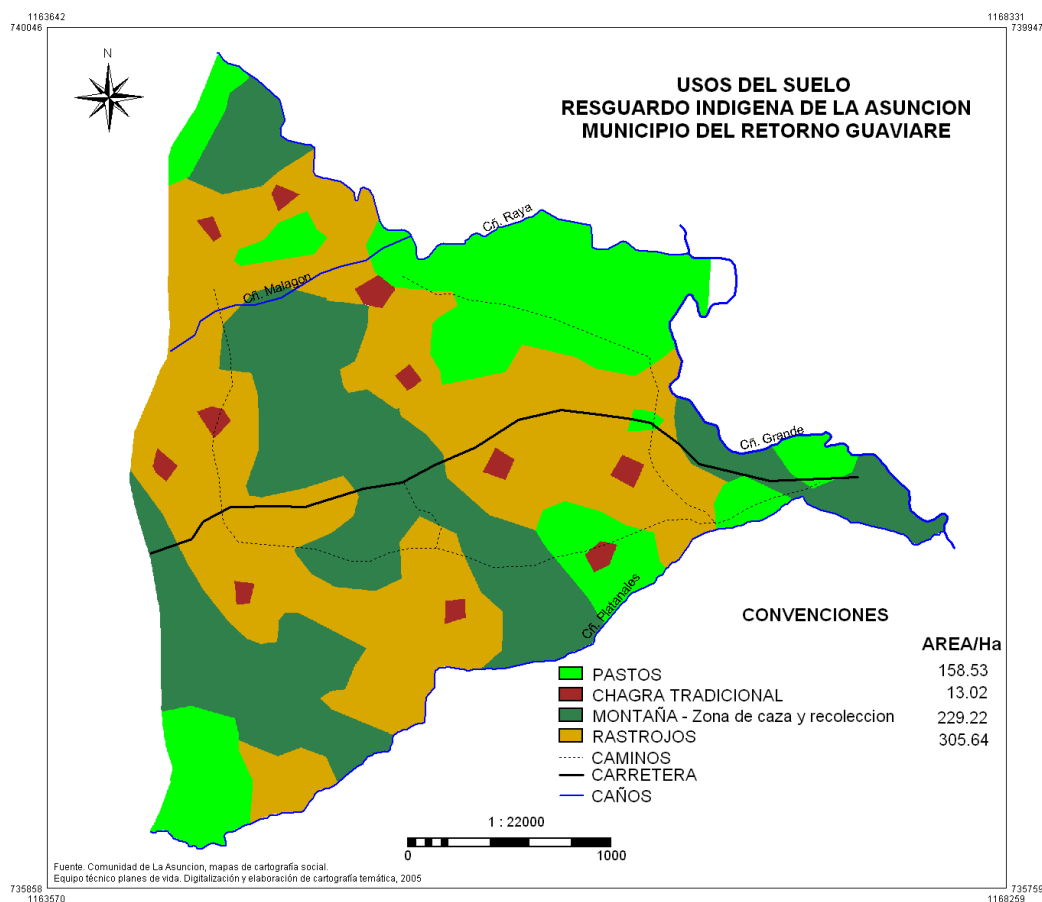 1163642
1168331
740046
739947
N
USOS DEL SUELO
RESGUARDO INDIGENA DE LA ASUNCION
MUNICIPIO DEL RETORNO GUAVIARE
Cñ. Raya
Cñ. Malagon
Cñ. Grande
Cñ. Platanales
CONVENCIONES
AREA/Ha
PASTOS 158.53
CHAGRA TRADICIONAL 13.02
MONTAÑA - Zona de caza y recoleccion 229.22
RASTROJOS 305.64
CAMINOS
CARRETERA
CAÑOS
1 : 22000
0 1000
Fuente. Comunidad de La Asuncion, mapas de cartografía social.
Equipo técnico planes de vida. Digitalización y elaboración de cartografía temática, 2005
735858
735759
1163570
1168259